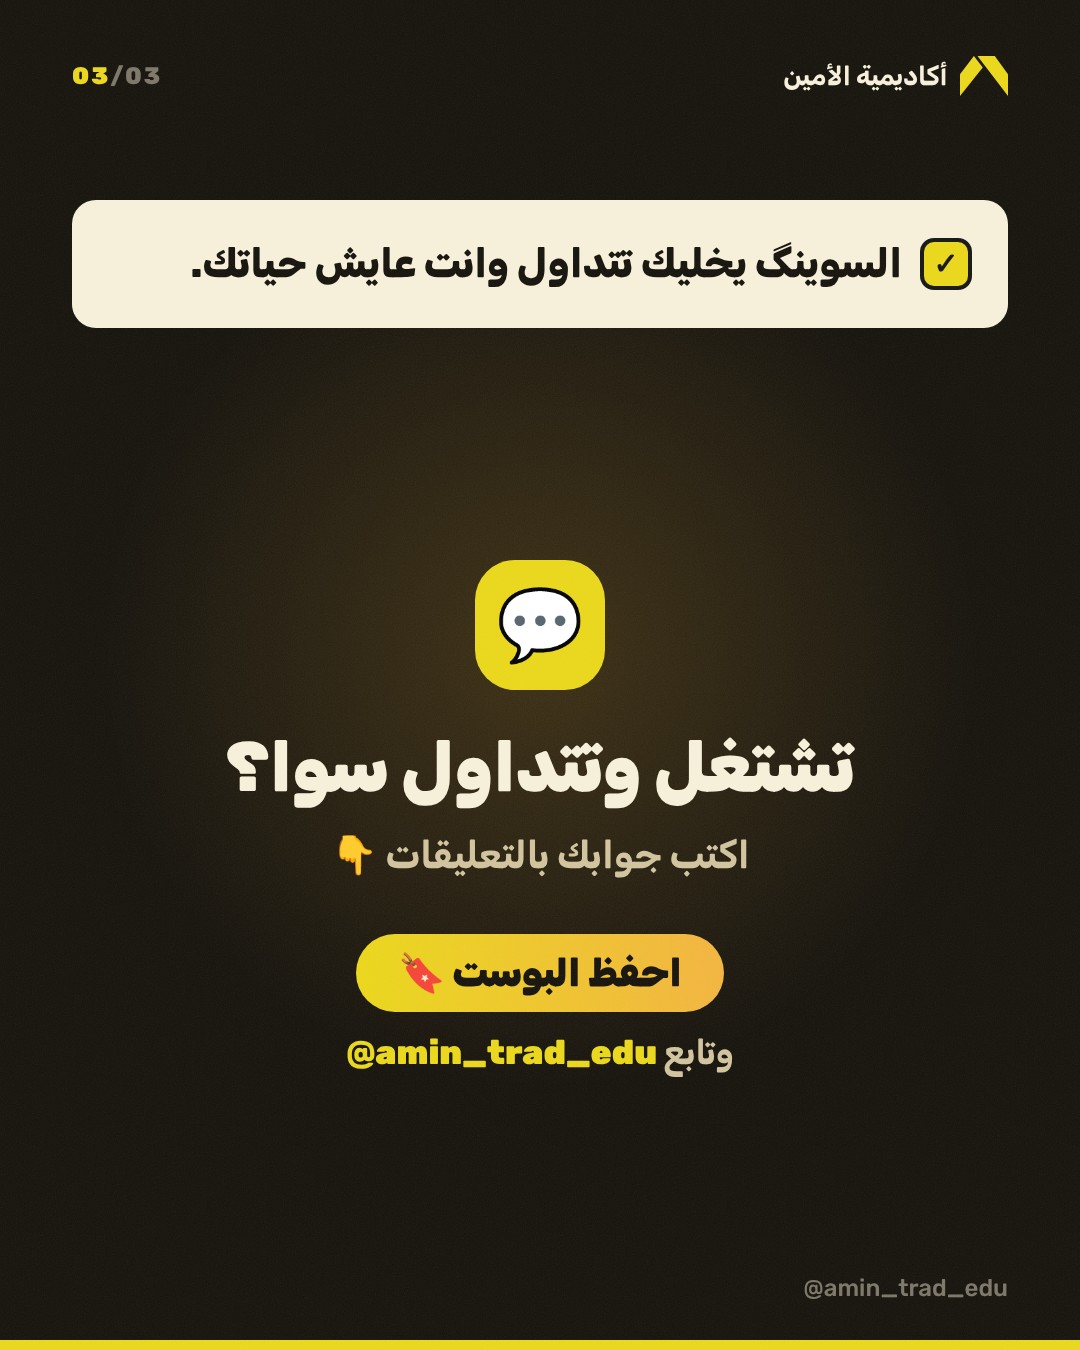 أكاديمية الأمين
03/03
السوينگ يخليك تتداول وانت عايش حياتك.
تشتغل وتتداول سوا؟
اكتب جوابك بالتعليقات 👇
احفظ البوست 🔖
وتابع @amin_trad_edu
@amin_trad_edu